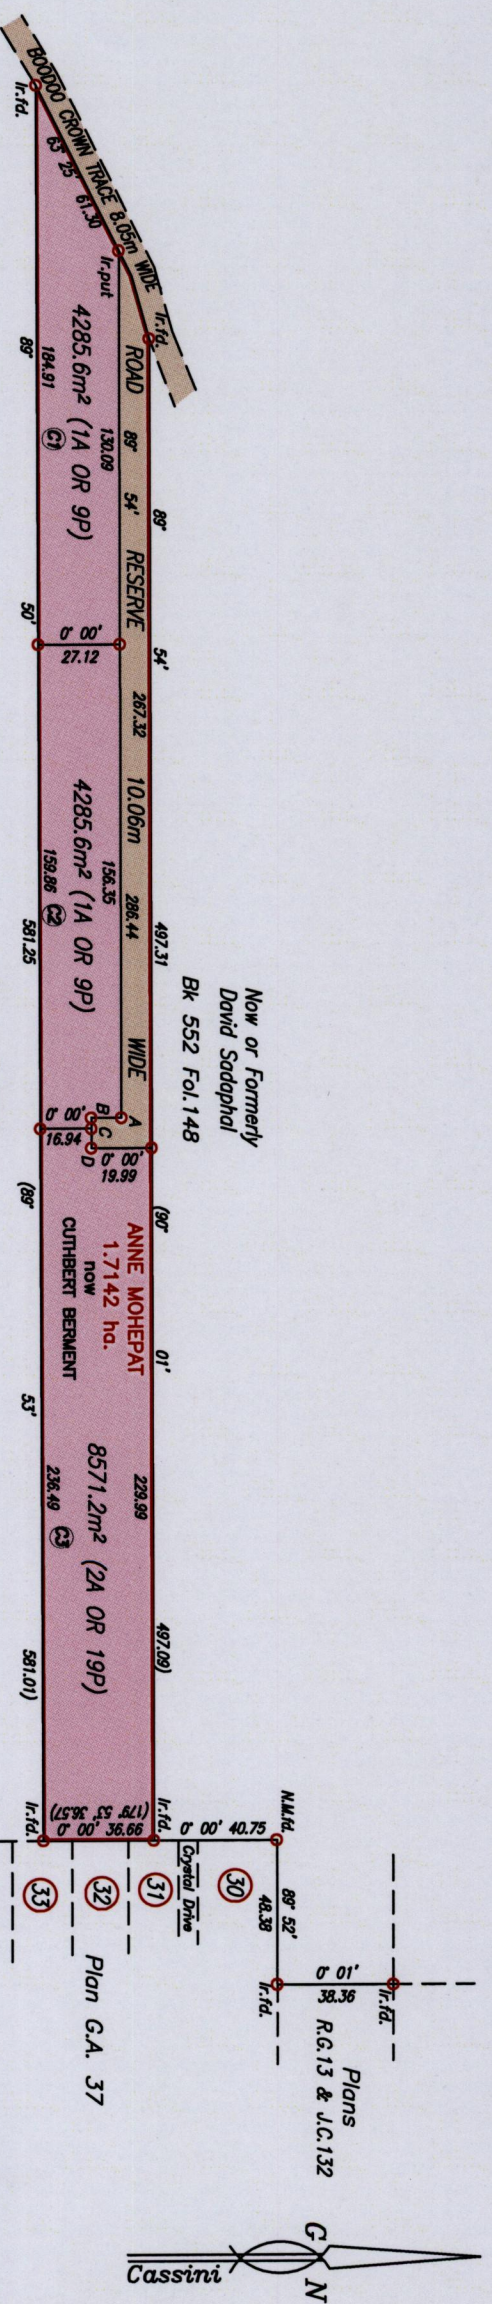 BOODOO CROWN TRACE 8.05m WIDE
Ir.fd.
63° 25' 61.30
Ir.put
Ir.fd.
ROAD RESERVE 10.06m WIDE
89° 54' 267.32
286.44
89° 54' 497.31
130.09
4285.6m² (1A 0R 9P)
184.91 C1
89° 50' 581.25
0° 00'
27.12
156.35
4285.6m² (1A 0R 9P)
159.86 C2
Now or Formerly
David Sadaphal
Bk 552 Fol.148
A
B
C
D
0° 00'
16.94
0° 00'
19.99
(90° 01' 497.09)
229.99
ANNE MOHEPAT
1.7142 ha.
now
CUTHBERT BERMENT
8571.2m² (2A 0R 19P)
236.49 C3
(89° 53' 581.01)
(179° 53' 36.57)
0° 00' 36.66
Ir.fd.
Ir.fd.
0° 00' 40.75
N.M.fd.
89° 52'
48.38
Ir.fd.
0° 01'
38.36
Ir.fd.
Plans
R.G.13 & J.C.132
30
Crystal Drive
31
32
33
Plan G.A. 37
G N
Cassini